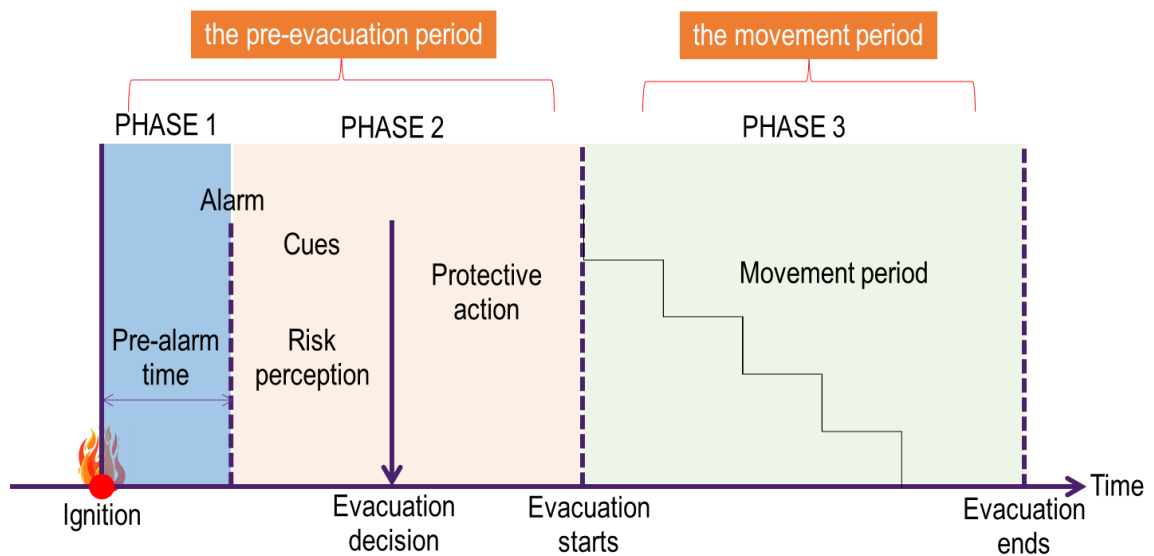 the pre-evacuation period
the movement period
PHASE 1
PHASE 2
PHASE 3
Alarm
Cues
Protective
action
Movement period
Pre-alarm
time
Risk
perception
Time
Ignition
Evacuation
decision
Evacuation
starts
Evacuation
ends